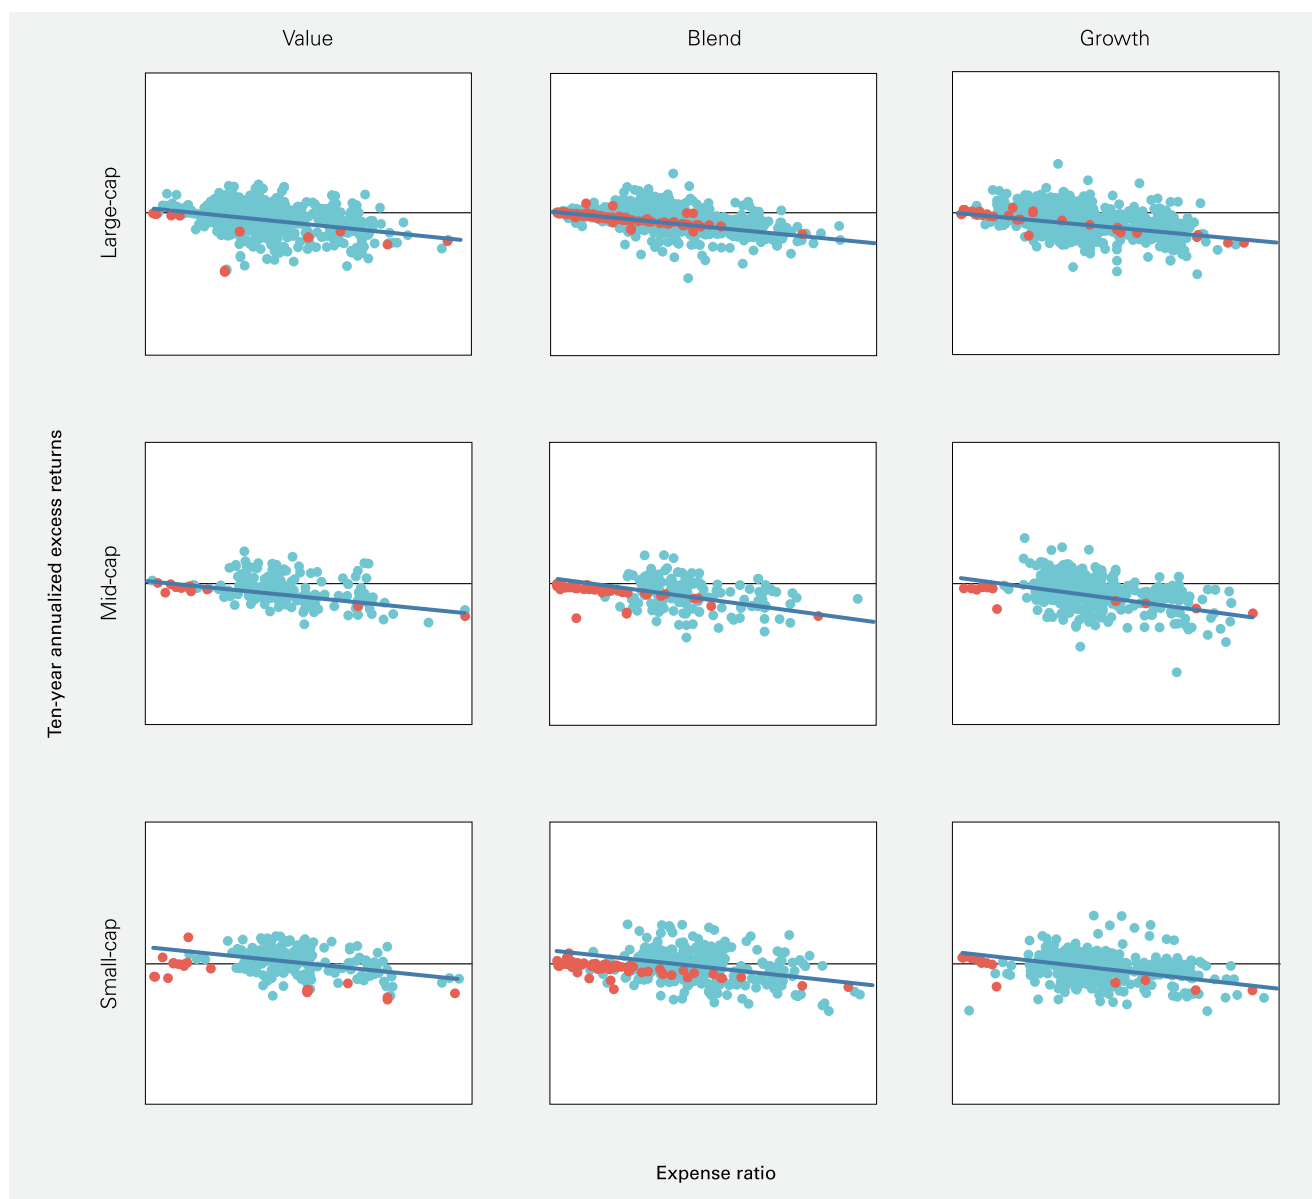 Value
Blend
Growth
Large-cap
Ten-year annualized excess returns
Mid-cap
Small-cap
Expense ratio